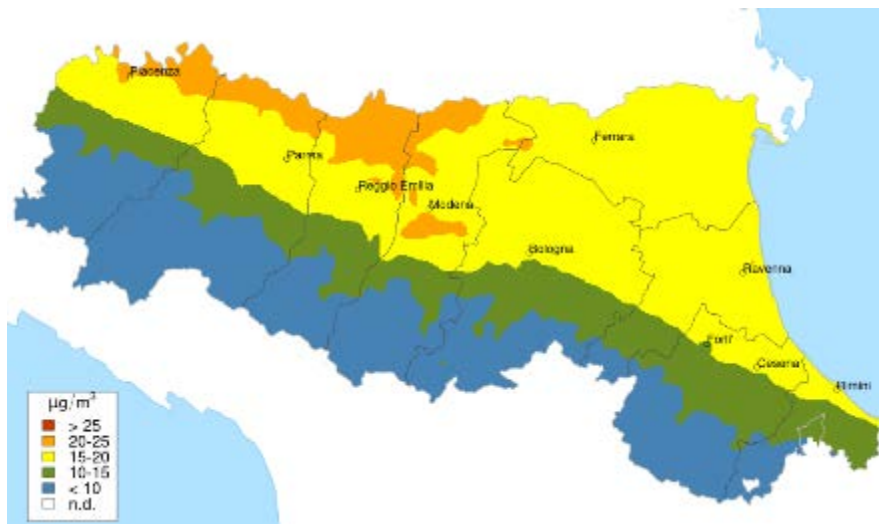 Piacenza
Ferrara
Parma
Reggio Emilia
Modena
Bologna
Ravenna
Forli'
Cesena
Rimini
µg/m³
> 25
20-25
15-20
10-15
< 10
n.d.